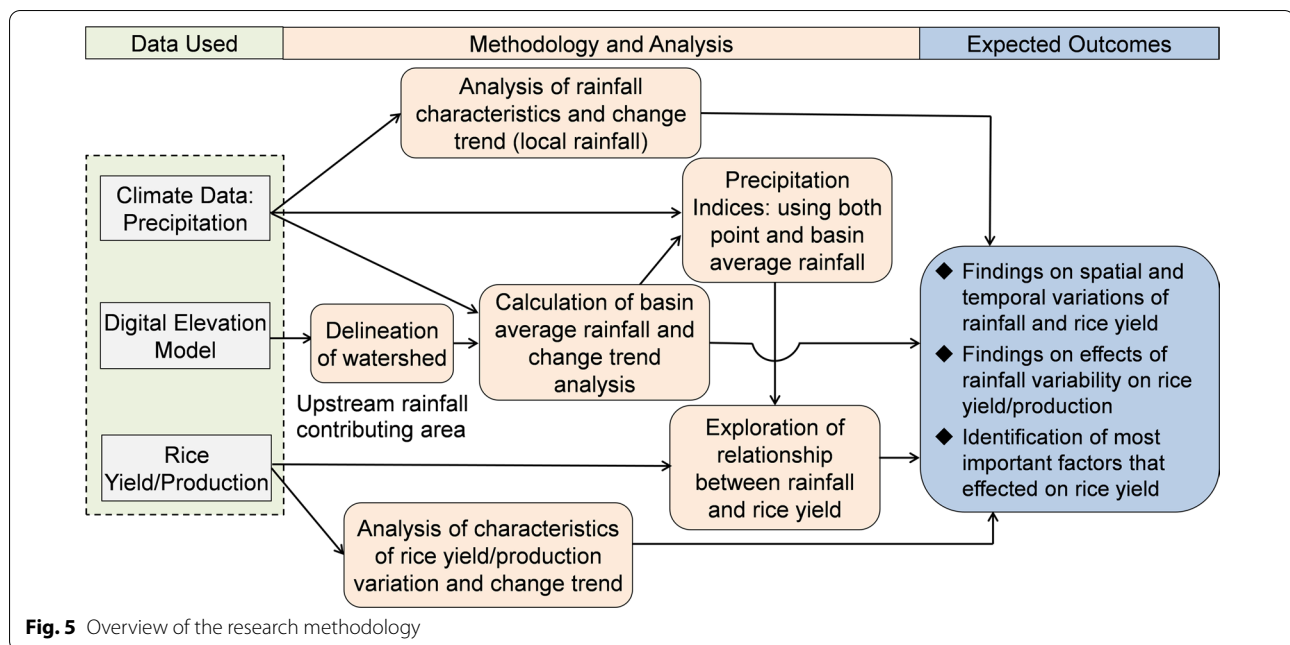 Data Used
Methodology and Analysis
Expected Outcomes
Analysis of rainfall
characteristics and change
trend (local rainfall)
Climate Data:
Precipitation
Precipitation
Indices: using both
point and basin
average rainfall
Digital Elevation
Model
Delineation
of watershed
Upstream rainfall
contributing area
Calculation of basin
average rainfall and
change trend
analysis
Rice
Yield/Production
Exploration of
relationship
between rainfall
and rice yield
Analysis of characteristics
of rice yield/production
variation and change trend
◆ Findings on spatial and
temporal variations of
rainfall and rice yield
◆ Findings on effects of
rainfall variability on rice
yield/production
◆ Identification of most
important factors that
effected on rice yield
Fig. 5 Overview of the research methodology